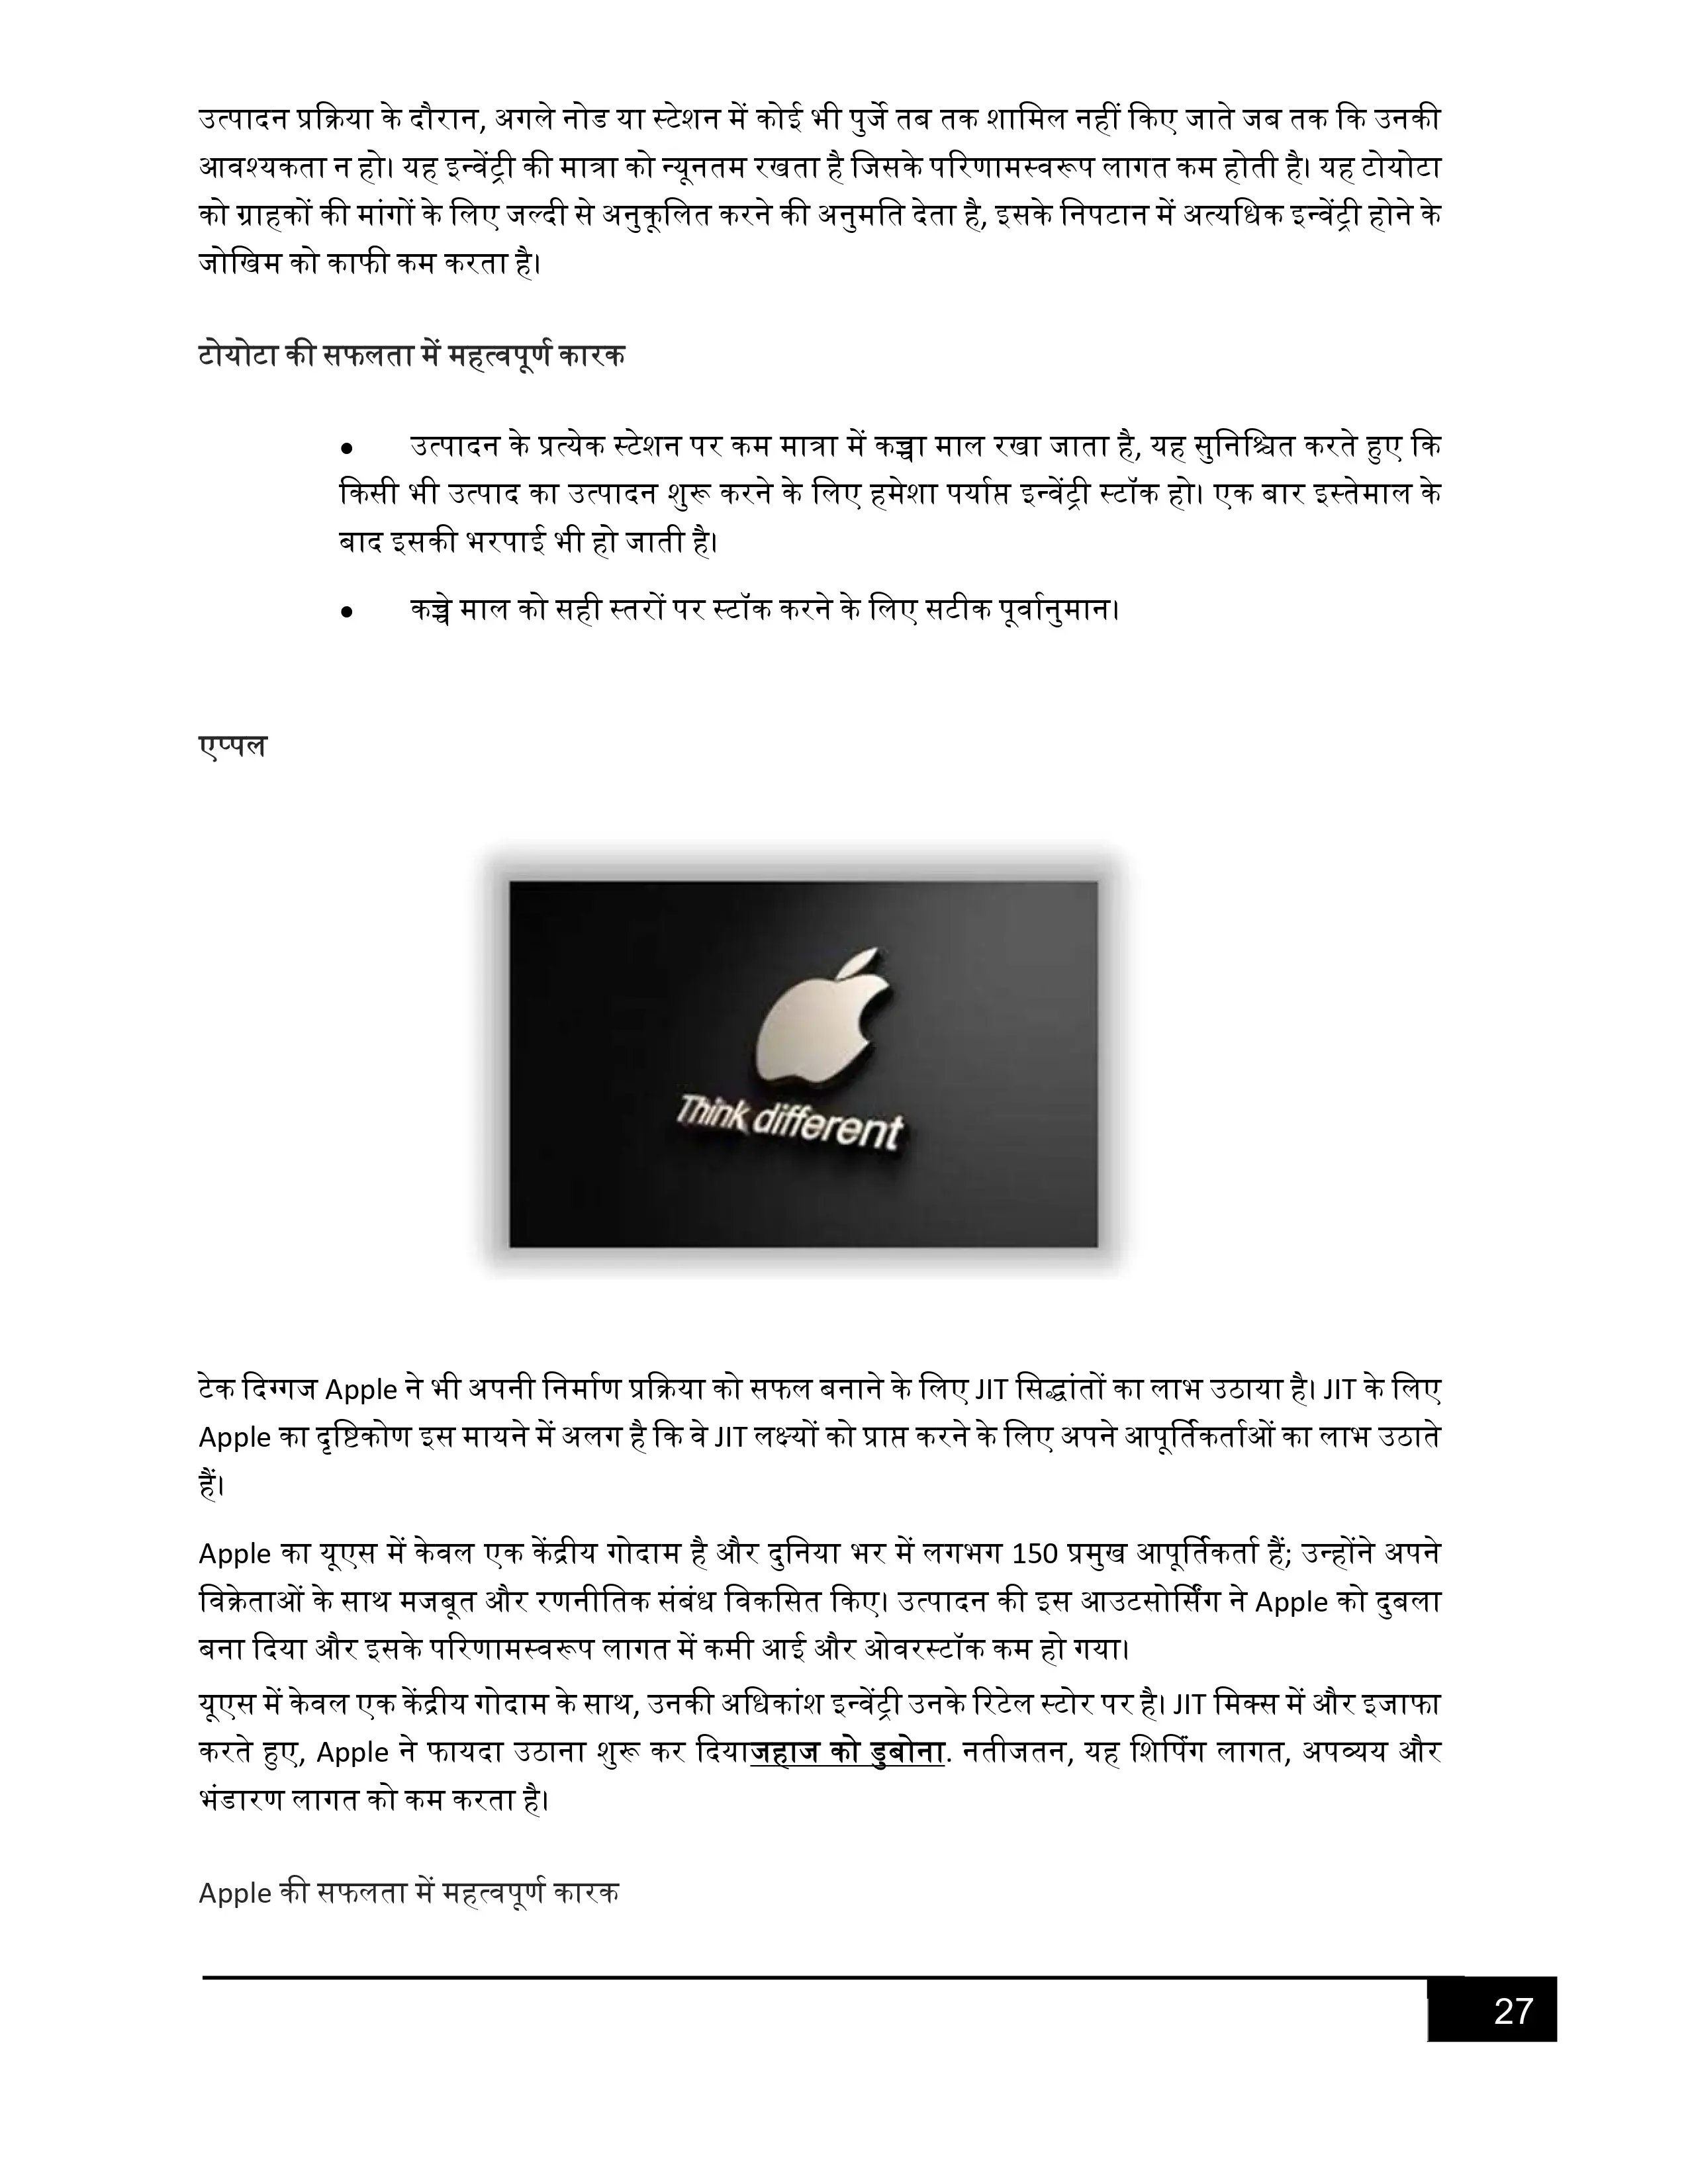 उत्पादन प्रक्रिया के दौरान, अगले नोड या स्टेशन में कोई भी पुर्जे तब तक शामिल नहीं किए जाते जब तक कि उनकी
आवश्यकता न हो। यह इन्वेंट्री की मात्रा को न्यूनतम रखता है जिसके परिणामस्वरूप लागत कम होती है। यह टोयोटा
को ग्राहकों की मांगों के लिए जल्दी से अनुकूलित करने की अनुमति देता है, इसके निपटान में अत्यधिक इन्वेंट्री होने के
जोखिम को काफी कम करता है।
टोयोटा की सफलता में महत्वपूर्ण कारक
• उत्पादन के प्रत्येक स्टेशन पर कम मात्रा में कच्चा माल रखा जाता है, यह सुनिश्चित करते हुए कि
किसी भी उत्पाद का उत्पादन शुरू करने के लिए हमेशा पर्याप्त इन्वेंट्री स्टॉक हो। एक बार इस्तेमाल के
बाद इसकी भरपाई भी हो जाती है।
• कच्चे माल को सही स्तरों पर स्टॉक करने के लिए सटीक पूर्वानुमान।
एप्पल
Think different
टेक दिग्गज Apple ने भी अपनी निर्माण प्रक्रिया को सफल बनाने के लिए JIT सिद्धांतों का लाभ उठाया है। JIT के लिए
Apple का दृष्टिकोण इस मायने में अलग है कि वे JIT लक्ष्यों को प्राप्त करने के लिए अपने आपूर्तिकर्ताओं का लाभ उठाते
हैं।
Apple का यूएस में केवल एक केंद्रीय गोदाम है और दुनिया भर में लगभग 150 प्रमुख आपूर्तिकर्ता हैं; उन्होंने अपने
विक्रेताओं के साथ मजबूत और रणनीतिक संबंध विकसित किए। उत्पादन की इस आउटसोर्सिंग ने Apple को दुबला
बना दिया और इसके परिणामस्वरूप लागत में कमी आई और ओवरस्टॉक कम हो गया।
यूएस में केवल एक केंद्रीय गोदाम के साथ, उनकी अधिकांश इन्वेंट्री उनके रिटेल स्टोर पर है। JIT मिक्स में और इजाफा
करते हुए, Apple ने फायदा उठाना शुरू कर दियाजहाज को डुबोना. नतीजतन, यह शिपिंग लागत, अपव्यय और
भंडारण लागत को कम करता है।
Apple की सफलता में महत्वपूर्ण कारक
27